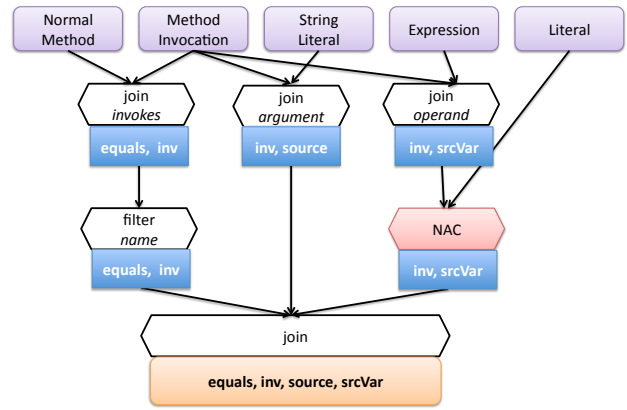 Normal
Method
Method
Invocation
String
Literal
Expression
Literal
join
invokes
equals, inv
join
argument
inv, source
join
operand
inv, srcVar
filter
name
equals, inv
NAC
inv, srcVar
join
equals, inv, source, srcVar